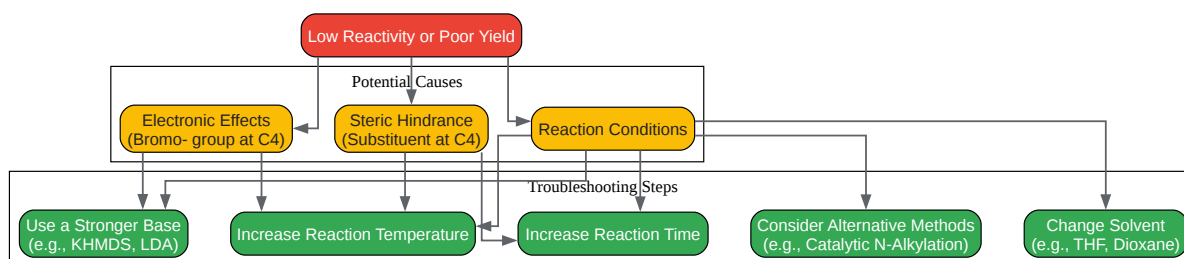 Low Reactivity or Poor Yield
Potential Causes
Electronic Effects
(Bromo- group at C4)
Steric Hindrance
(Substituent at C4)
Reaction Conditions
Troubleshooting Steps
Use a Stronger Base
(e.g., KHMDS, LDA)
Increase Reaction Temperature
Increase Reaction Time
Consider Alternative Methods
(e.g., Catalytic N-Alkylation)
Change Solvent
(e.g., THF, Dioxane)